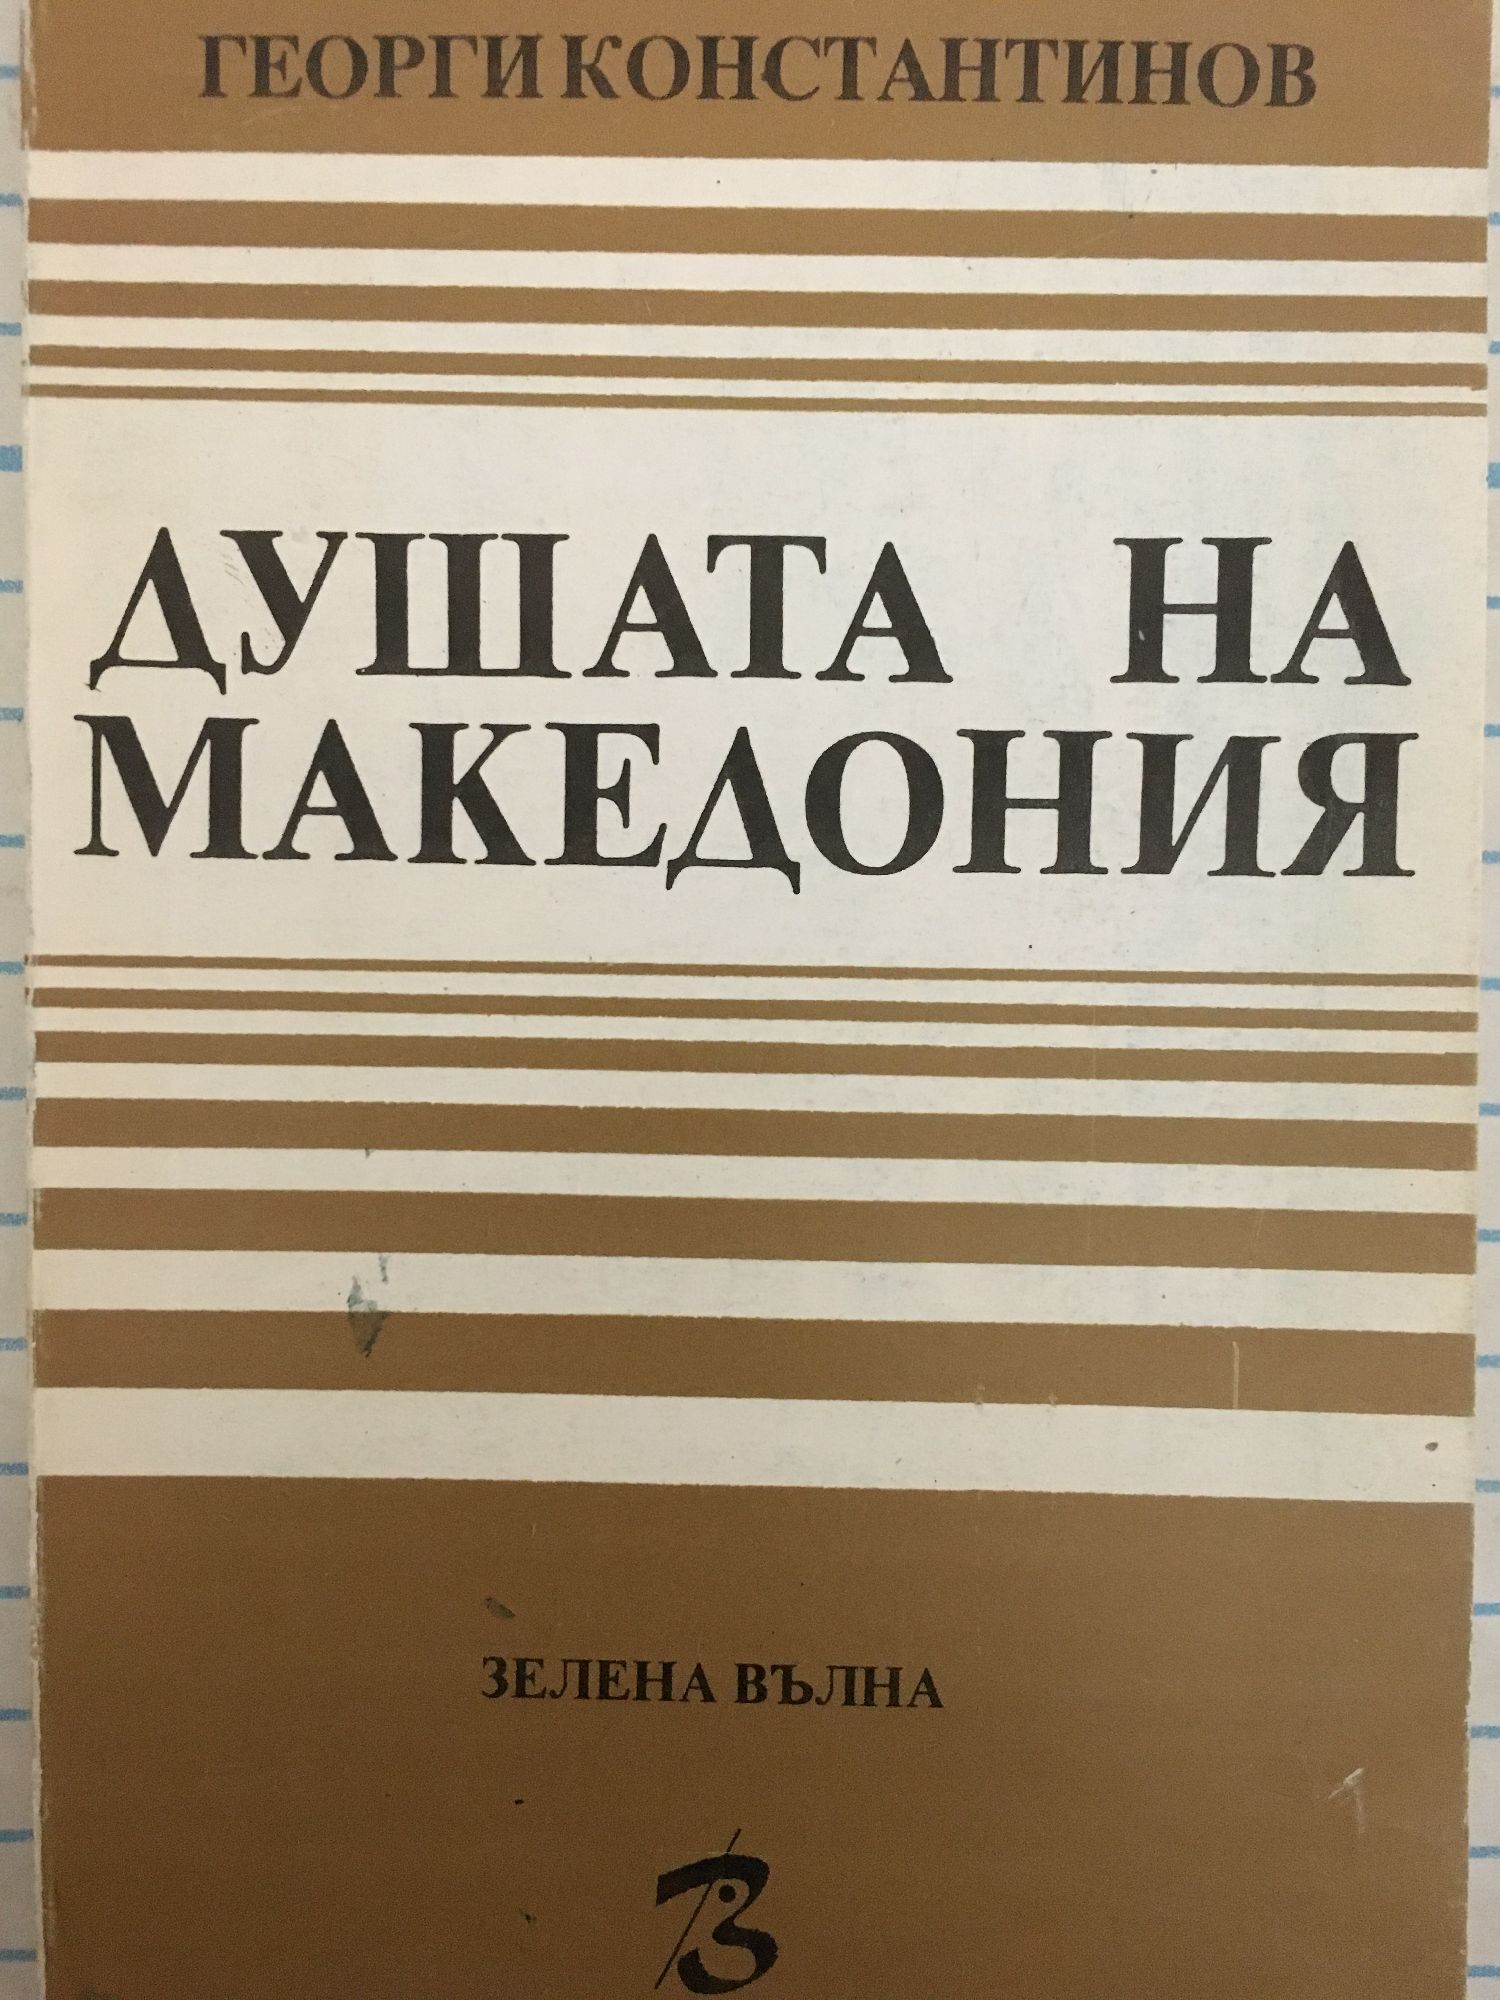 ГЕОРГИ КОНСТАНТИНОВ
ДУШАТА НА
МАКЕДОНИЯ
ЗЕЛЕНА ВЪЛНА